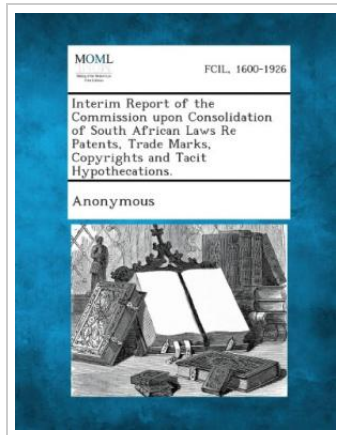 MOML
FCIL, 1600-1926
Interim Report of the
Commission upon Consolidation
of South African Laws Re
Patents, Trade Marks,
Copyrights and Tacit
Hypothecations.
Anonymous